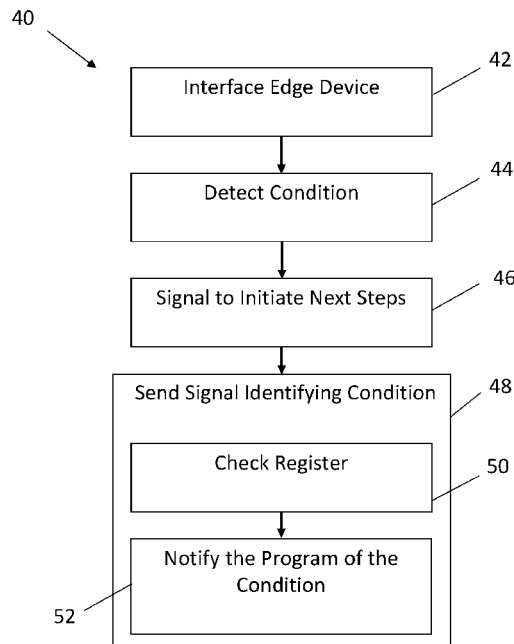 40
Interface Edge Device
42
Detect Condition
44
Signal to Initiate Next Steps
46
Send Signal Identifying Condition
48
Check Register
50
Notify the Program of the
Condition
52